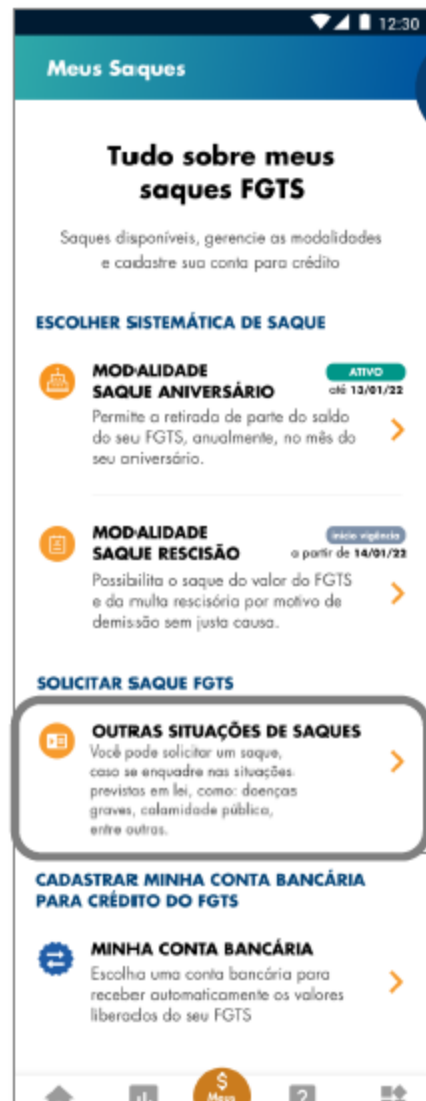 12:30
Meus Saques
Tudo sobre meus
saques FGTS
Saques disponíveis, gerencie as modalidades
e cadastre sua conta para crédito
ESCOLHER SISTEMÁTICA DE SAQUE
MODALIDADE
SAQUE ANIVERSÁRIO
ATIVO
até 13/01/22
Permite a retirada de parte do saldo
do seu FGTS, anualmente, no mês do
seu aniversário.
MODALIDADE
SAQUE RESCISÃO
início vigência
a partir de 14/01/22
Possibilita o saque do valor do FGTS
e da multa rescisória por motivo de
demissão sem justa causa.
SOLICITAR SAQUE FGTS
OUTRAS SITUAÇÕES DE SAQUES
Você pode solicitar um saque,
caso se enquadre nas situações
previstas em lei, como: doenças
graves, calamidade pública,
entre outras.
CADASTRAR MINHA CONTA BANCÁRIA
PARA CRÉDITO DO FGTS
MINHA CONTA BANCÁRIA
Escolha uma conta bancária para
receber automaticamente os valores
liberados do seu FGTS
$
Meus
?